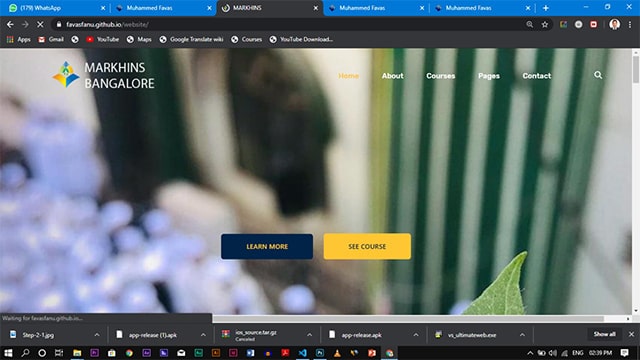 (179) WhatsApp
Muhammed Favas
MARKHINS
Muhammed Favas
Muhammed Favas
favasfanu.github.io/website/
Apps
M
YouTube
Maps
Google Translate wiki
Courses
YouTube Download...
MARKHINS
BANGALORE
Home
About
Courses
Pages
Contact
LEARN MORE
SEE COURSE
Waiting for favasfanu.github.io...
Step-2-1.jpg
app-release (1).apk
ios_source.tar.gz
Canceled
app-release.apk
vs_ultimateweb.exe
Show all
ENG
02:39 PM